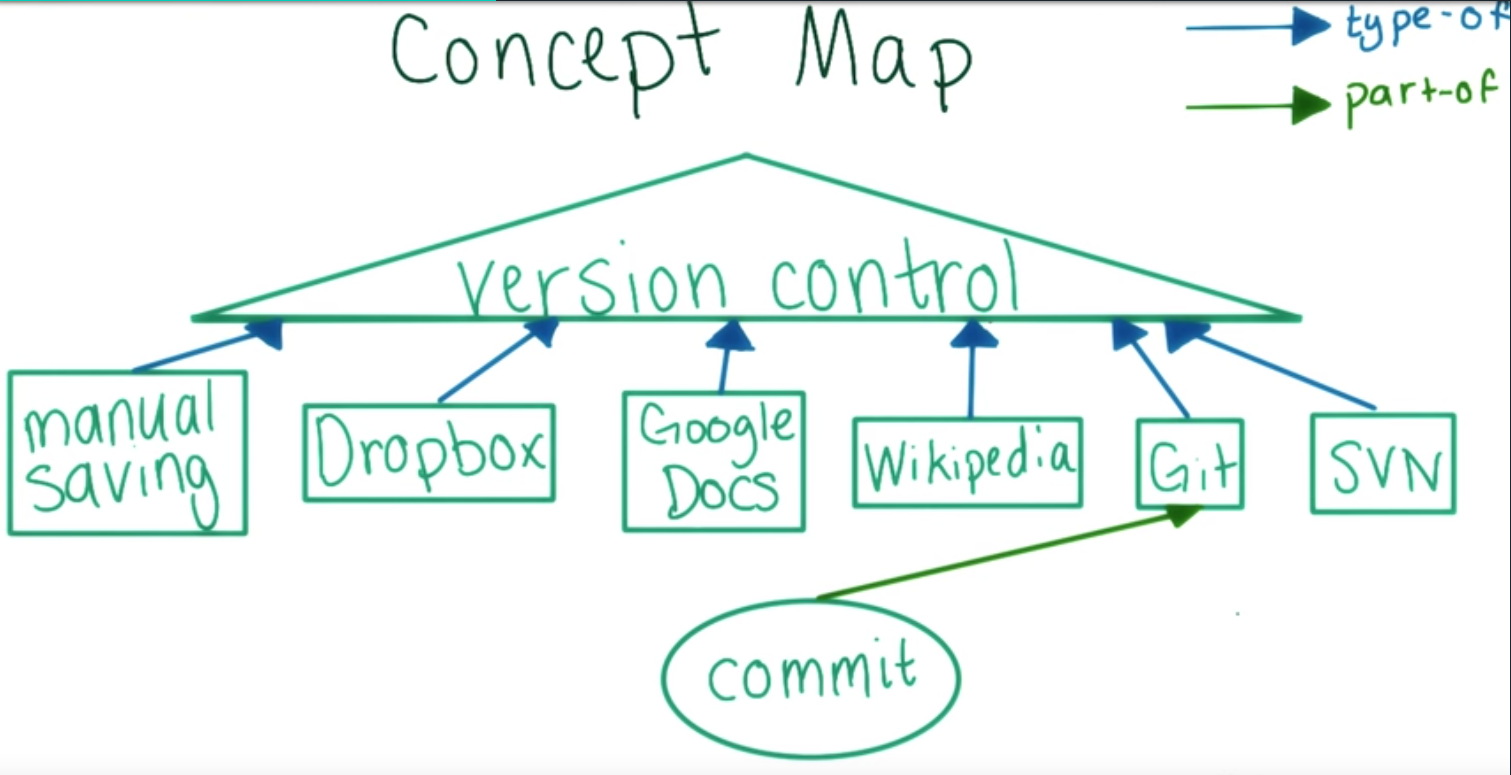 Concept Map
type-of
part-of
version control
manual
saving
Dropbox
Google
Docs
Wikipedia
Git
SVN
commit